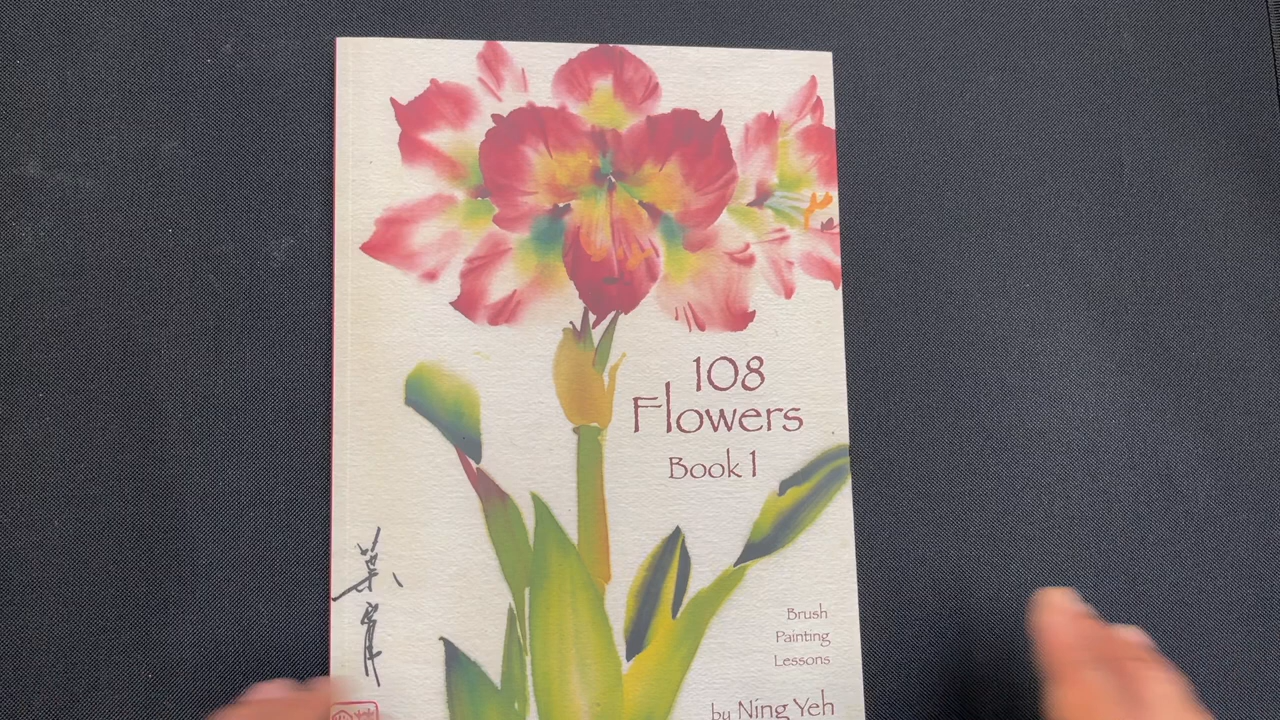 108
Flowers
Book 1
Brush
Painting
Lessons
by Ning Yeh